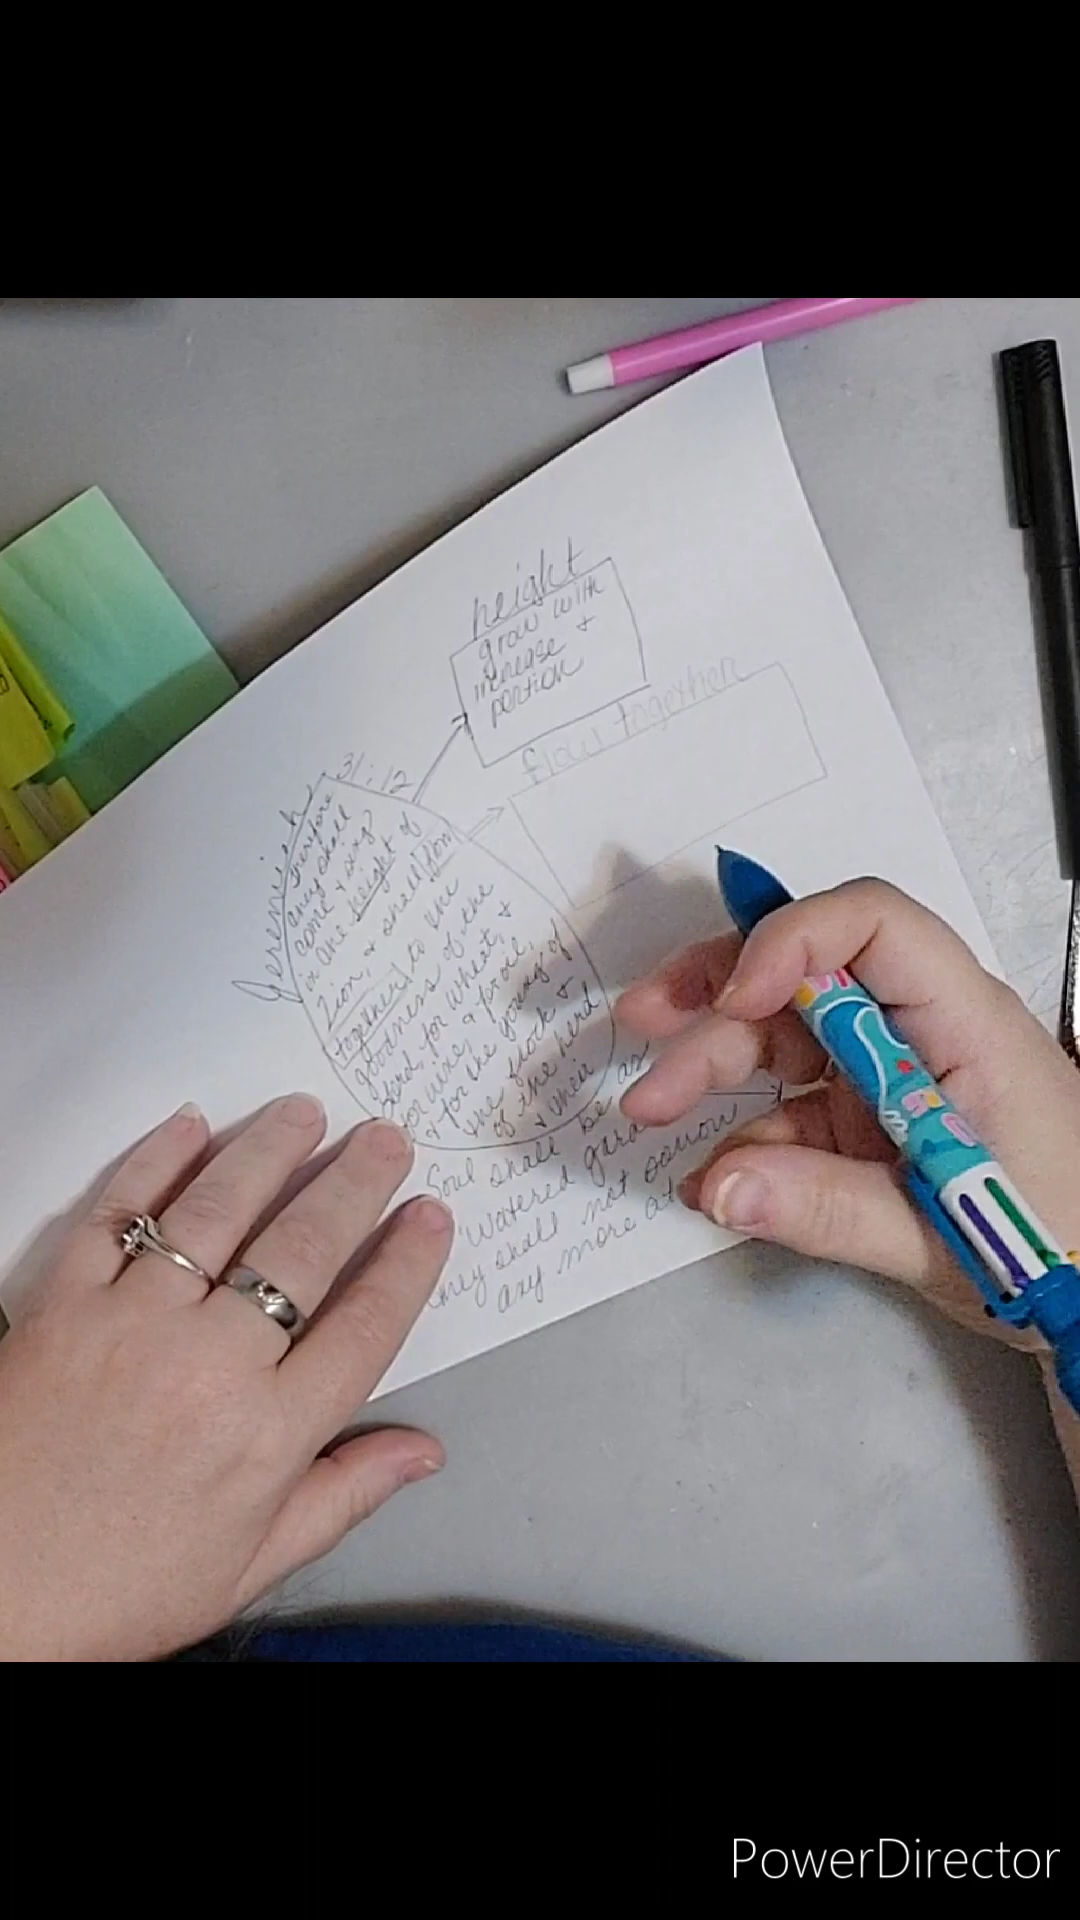 height
grow with
increase +
portion
flow together
Jeremiah 31:12
Therefore
they shall
come + sing
in the height of
Zion, + shall flow
together to the
goodness of the
Lord, for wheat, +
for wine, + for oil,
+ for the young of
the flock +
of the herd
+ their
Soul shall be as
watered gard
they shall not sorrow
any more at
PowerDirector